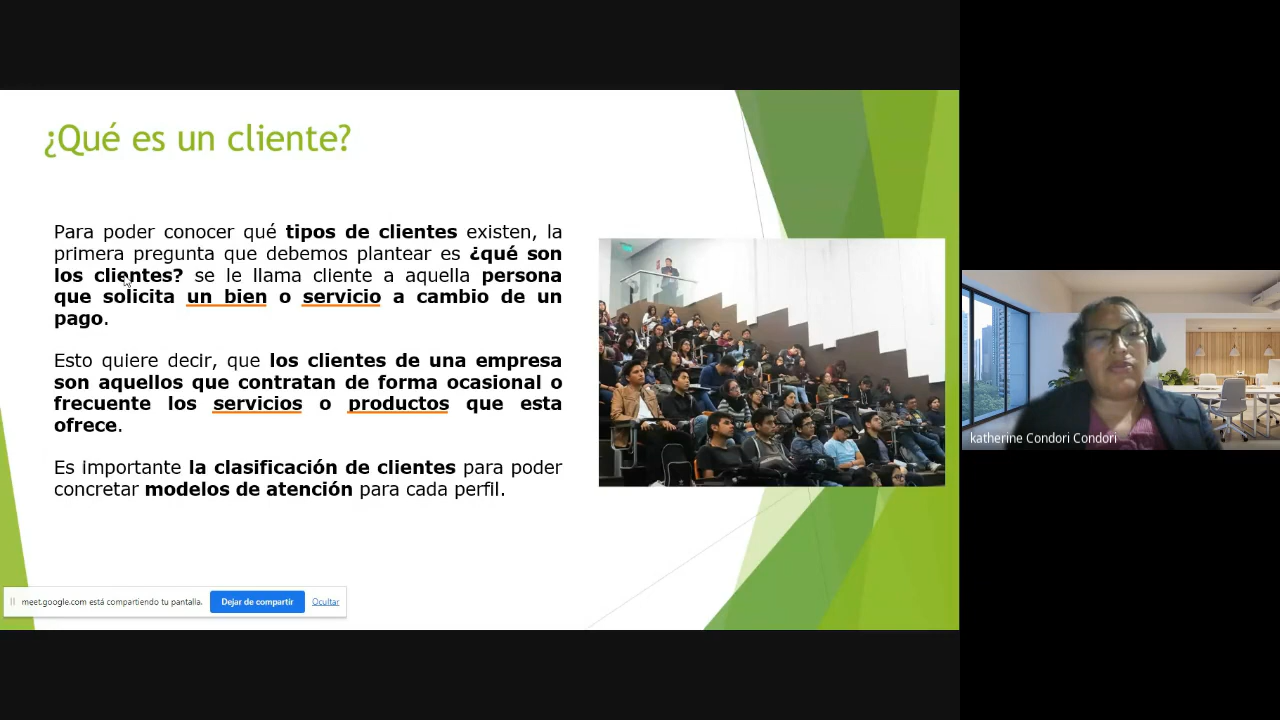 ¿Qué es un cliente?
Para poder conocer qué tipos de clientes existen, la
primera pregunta que debemos plantear es ¿qué son
los clientes? se le llama cliente a aquella persona
que solicita un bien o servicio a cambio de un
pago.
Esto quiere decir, que los clientes de una empresa
son aquellos que contratan de forma ocasional o
frecuente los servicios o productos que esta
ofrece.
Es importante la clasificación de clientes para poder
concretar modelos de atención para cada perfil.
meet.google.com está compartiendo tu pantalla.
Dejar de compartir
Ocultar
katherine Condori Condori